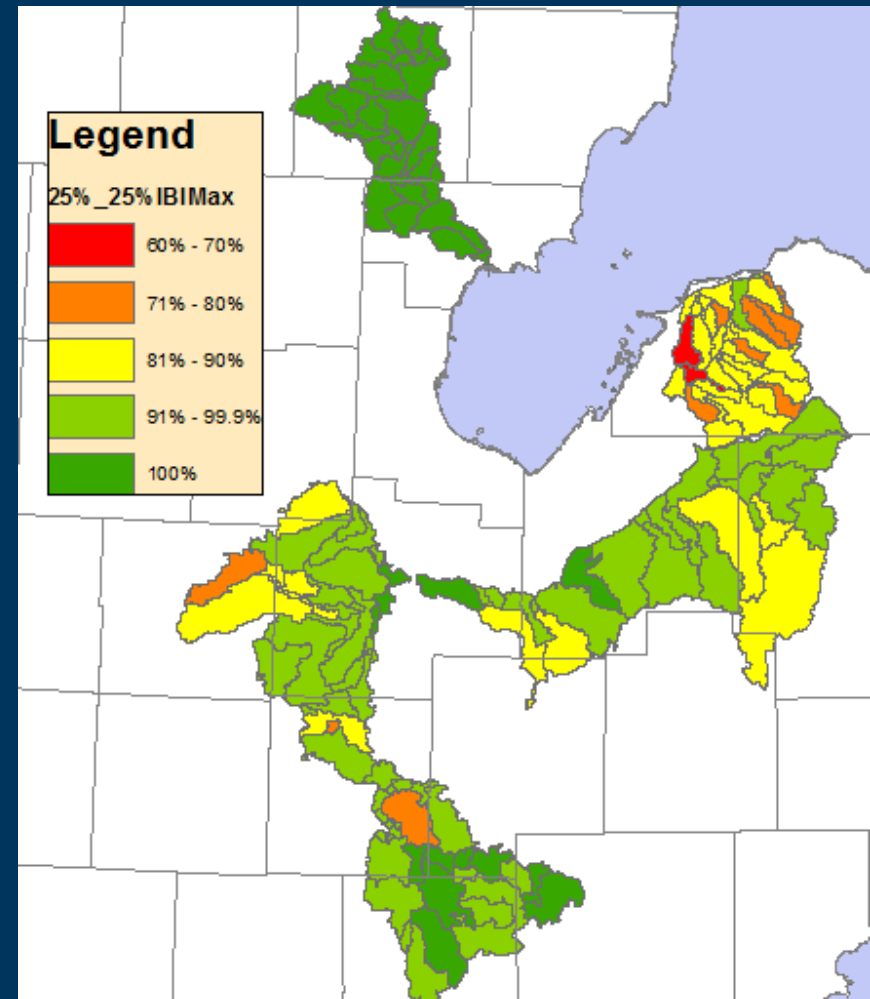 Legend
25%_25%IBIMax
60% - 70%
71% - 80%
81% - 90%
91% - 99.9%
100%